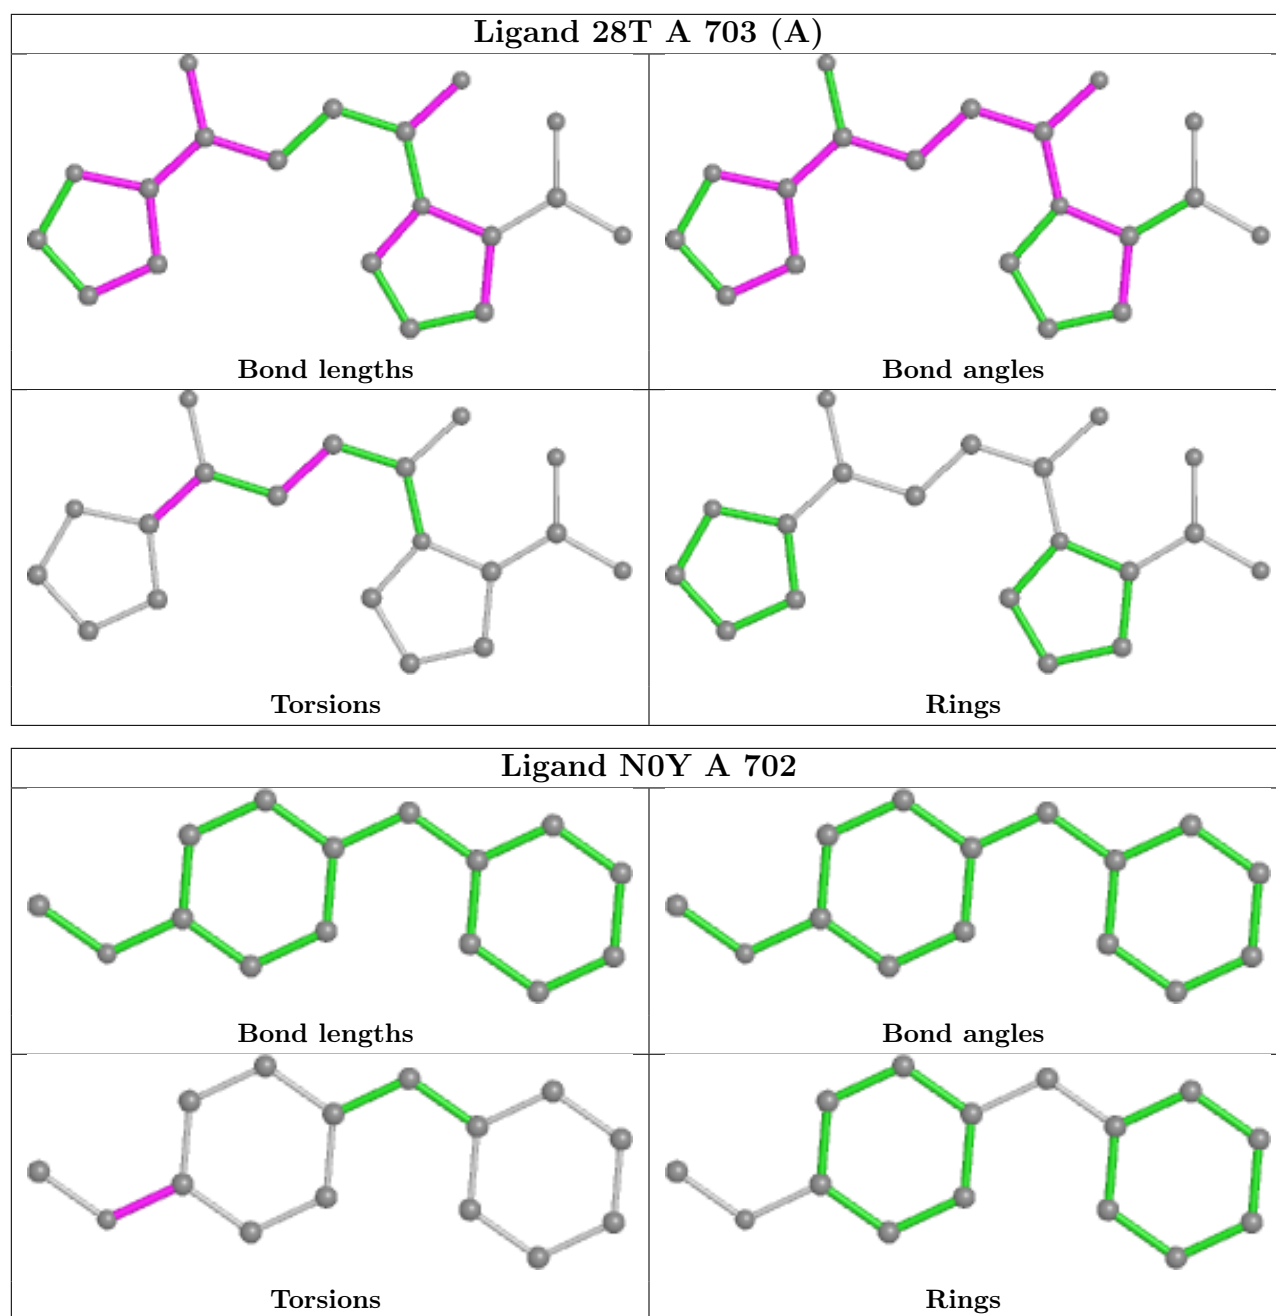 Ligand 28T A 703 (A)
Bond lengths
Bond angles
Torsions
Rings
Ligand N0Y A 702
Bond lengths
Bond angles
Torsions
Rings